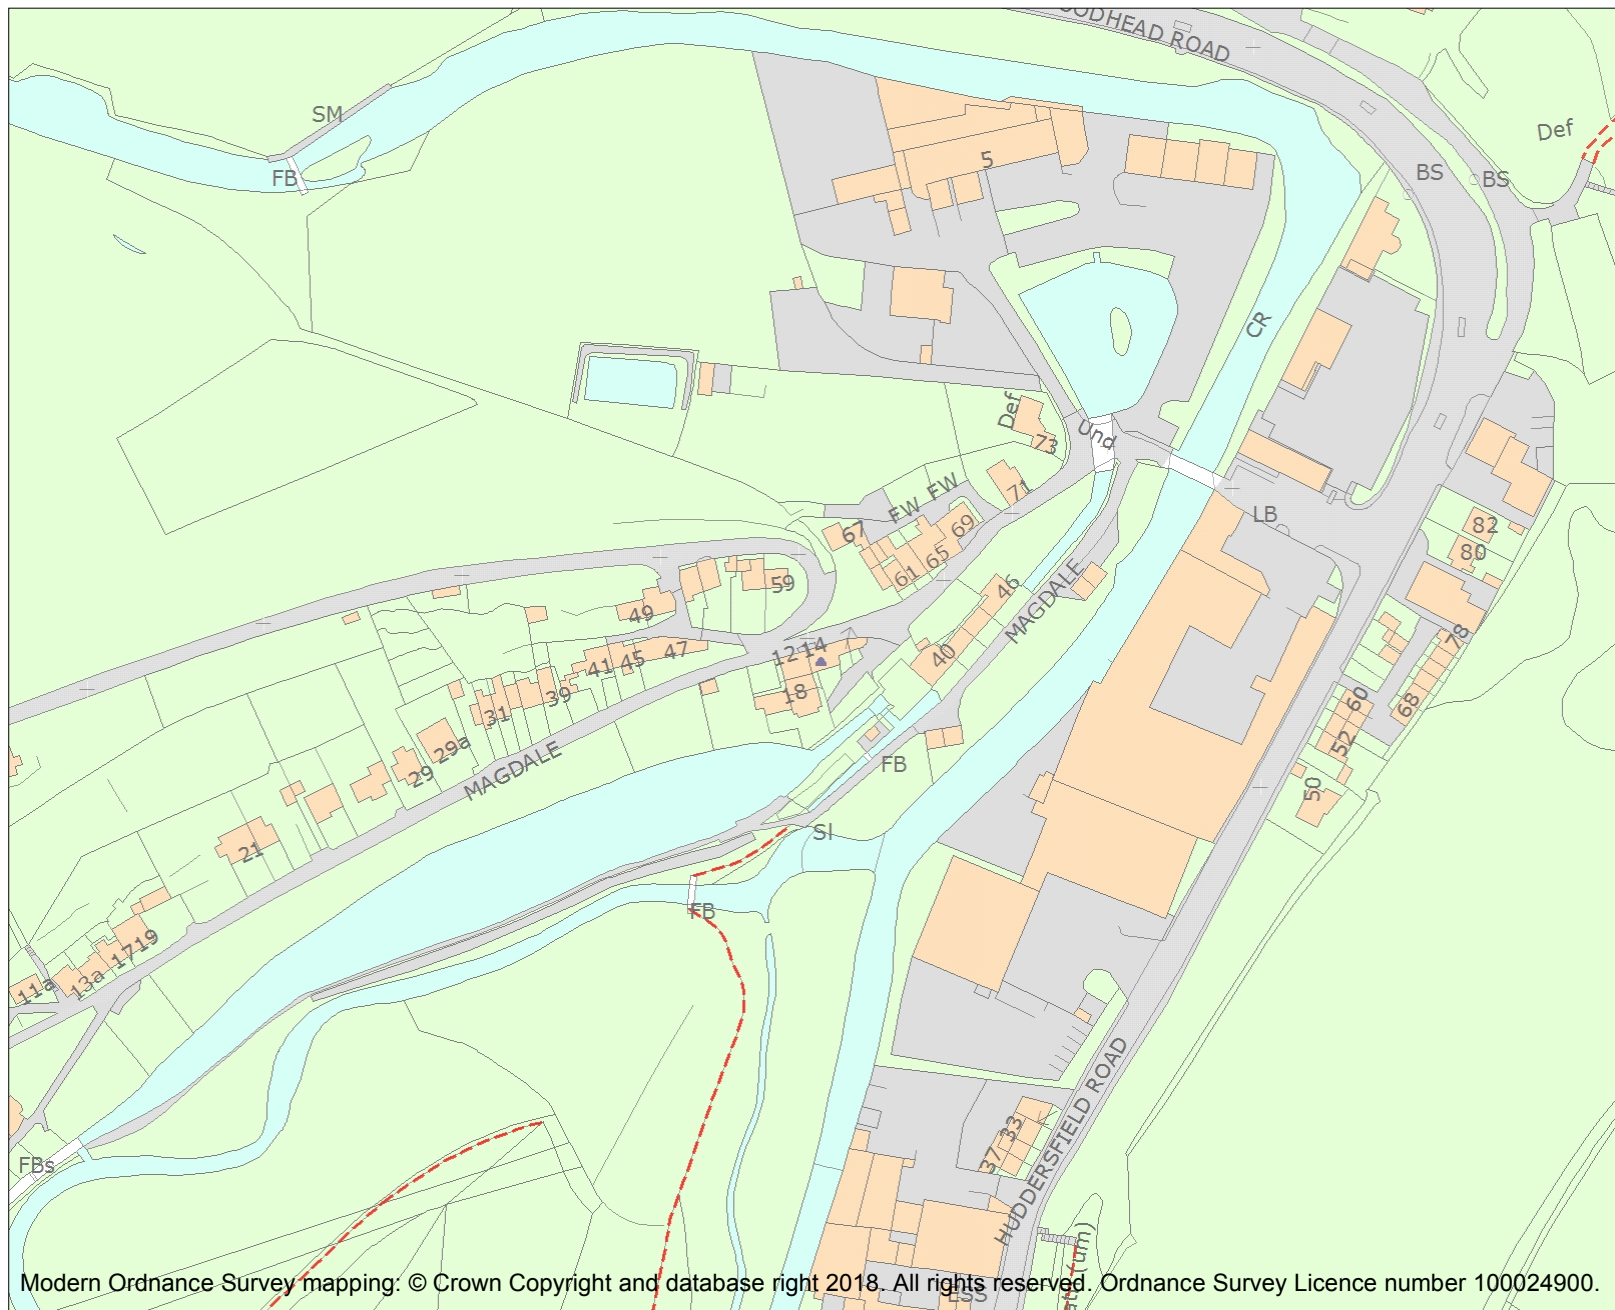 ODHEAD ROAD
SM
Def
FB
5
BS
BS
CR
Def
73
Und
71
FW
FW
LB
67
69
82
65
80
61
59
46
MAGDALE
49
41
45
47
12
14
40
78
18
39
60
68
31
52
29a
29
MAGDALE
FB
50
21
Sl
FB
19
17
13a
11a
HUDDERSFIELD ROAD
33
37
FBs
(um)
ESS
Modern Ordnance Survey mapping: © Crown Copyright and database right 2018. All rights reserved. Ordnance Survey Licence number 100024900.